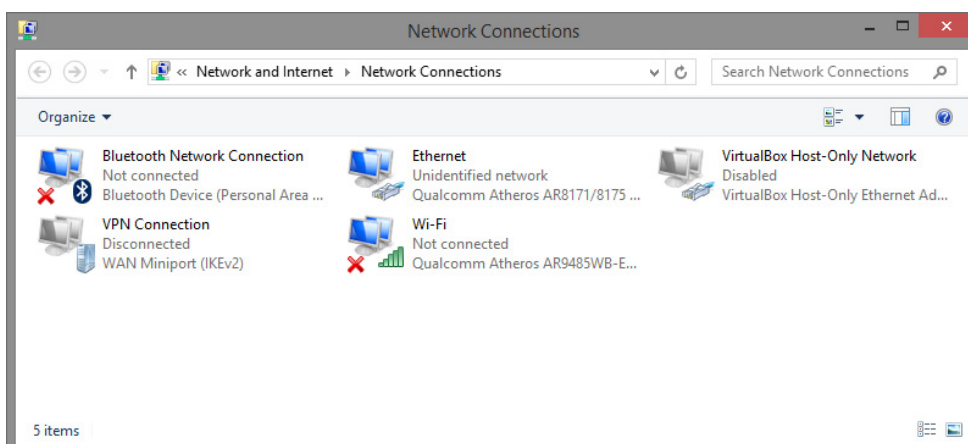 Network Connections
« Network and Internet Network Connections
Search Network Connections
Organize
Bluetooth Network Connection
Not connected
Bluetooth Device (Personal Area ...
Ethernet
Unidentified network
Qualcomm Atheros AR8171/8175 ...
VirtualBox Host-Only Network
Disabled
VirtualBox Host-Only Ethernet Ad...
VPN Connection
Disconnected
WAN Miniport (IKEv2)
Wi-Fi
Not connected
Qualcomm Atheros AR9485WB-E...
5 items